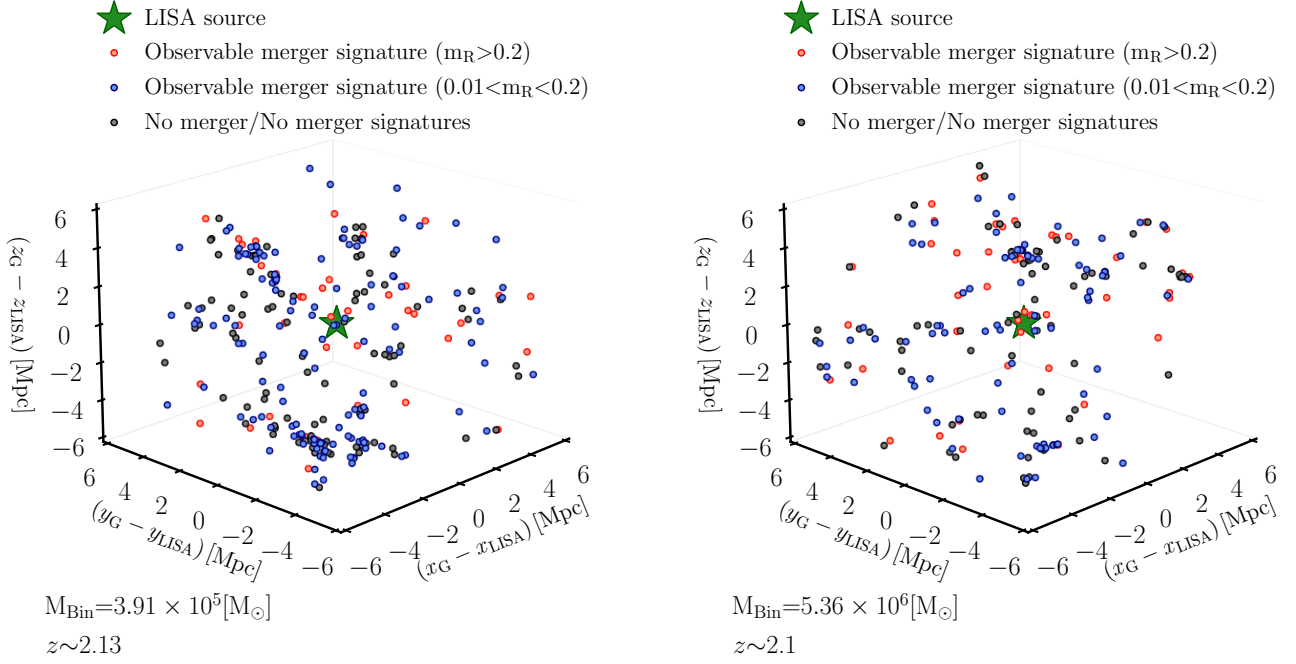 LISA source
Observable merger signature (m_R>0.2)
Observable merger signature (0.01<m_R<0.2)
No merger/No merger signatures
6
4
2
0
−2
−4
−6
(z_G − z_LISA) [Mpc]
6
4
2
0
−2
−4
−6
(y_G − y_LISA) [Mpc]
−6
−4
−2
0
2
4
6
(x_G − x_LISA) [Mpc]
M_Bin=3.91 × 10^5[M_⊙]
z∼2.13
LISA source
Observable merger signature (m_R>0.2)
Observable merger signature (0.01<m_R<0.2)
No merger/No merger signatures
6
4
2
0
−2
−4
−6
(z_G − z_LISA) [Mpc]
6
4
2
0
−2
−4
−6
(y_G − y_LISA) [Mpc]
−6
−4
−2
0
2
4
6
(x_G − x_LISA) [Mpc]
M_Bin=5.36 × 10^6[M_⊙]
z∼2.1